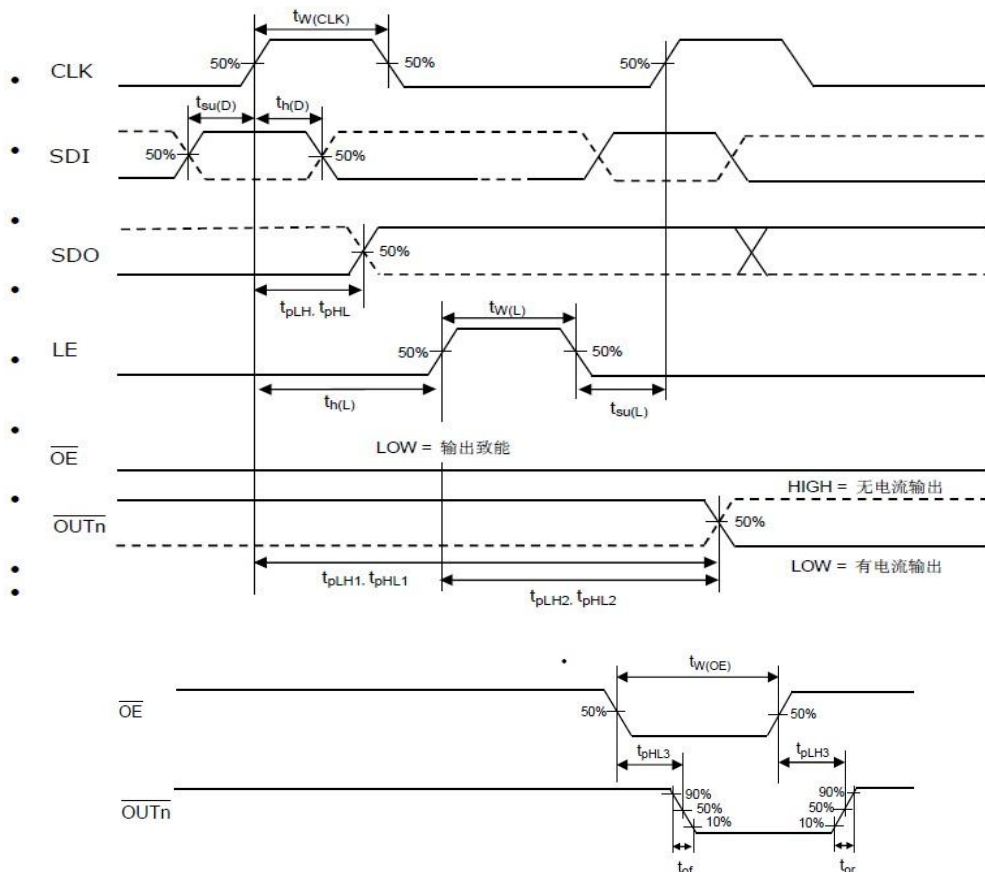 tW(CLK)
CLK
50%
50%
50%
tsu(D)
th(D)
SDI
50%
50%
SDO
50%
tpLH, tpHL
tW(L)
LE
50%
50%
th(L)
tsu(L)
LOW = 输出致能
OE
HIGH = 无电流输出
OUTn
50%
LOW = 有电流输出
tpLH1, tpHL1
tpLH2, tpHL2
tW(OE)
OE
50%
50%
tpHL3
tpLH3
OUTn
90%
50%
10%
90%
50%
10%
tof
tor